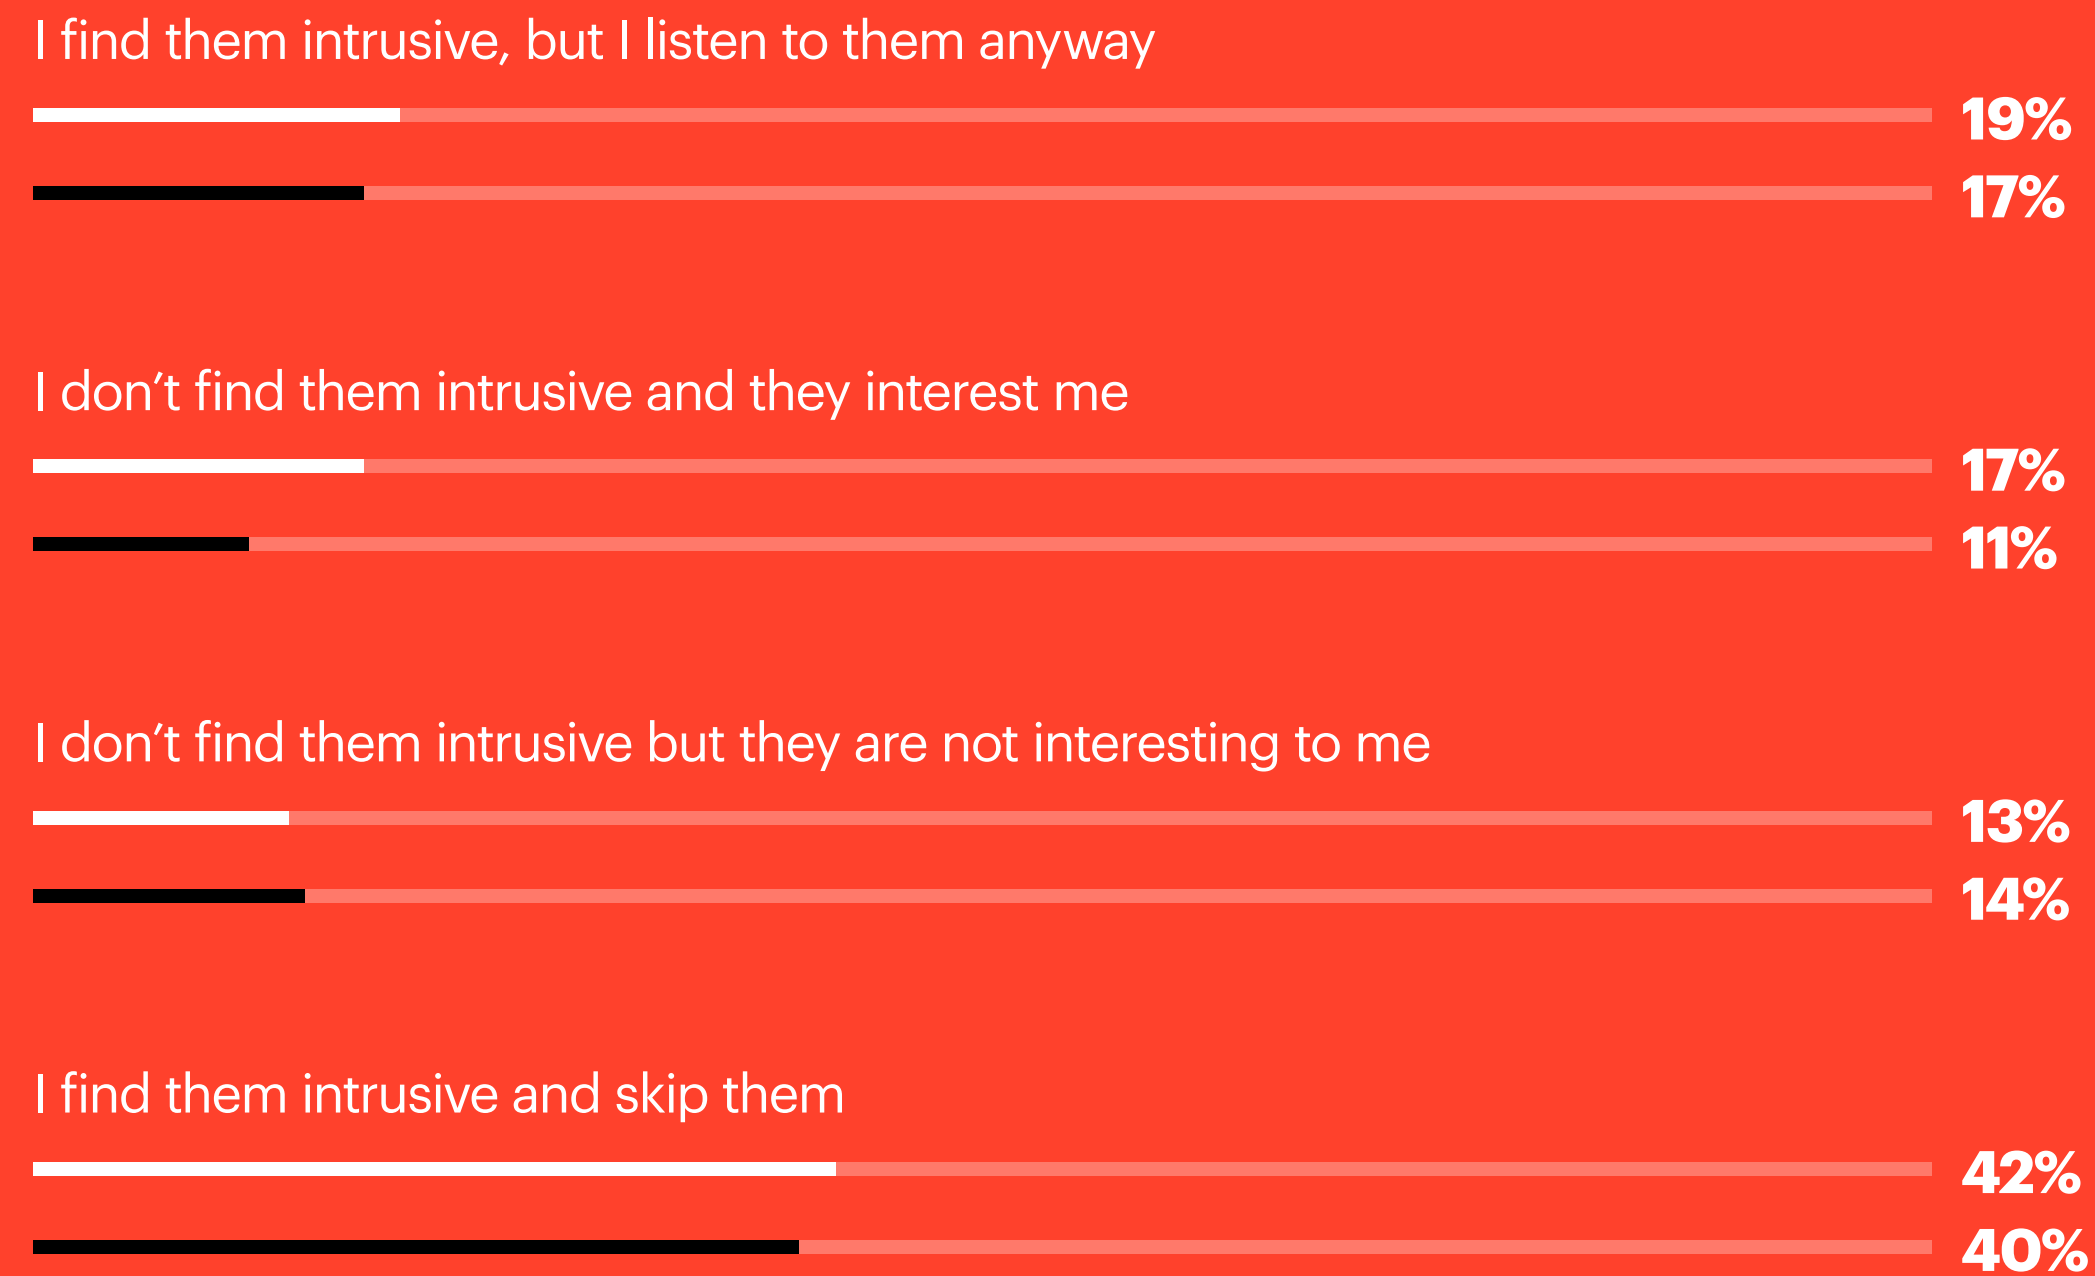 I find them intrusive, but I listen to them anyway
19%
17%
I don’t find them intrusive and they interest me
17%
11%
I don’t find them intrusive but they are not interesting to me
13%
14%
I find them intrusive and skip them
42%
40%